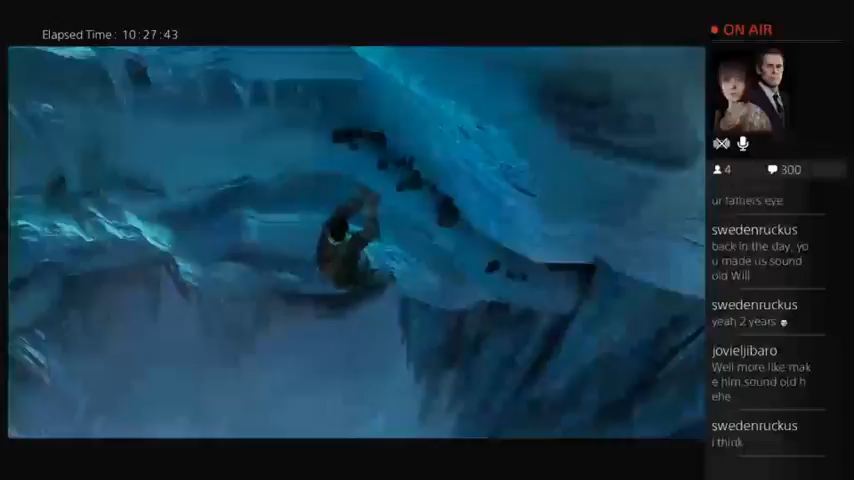 Elapsed Time: 10:27:43
ON AIR
4
300
ur fathers eye
swedenruckus
back in the day, yo
u made us sound
old Will
swedenruckus
yeah 2 years
jovieljibaro
Well more like mak
e him sound old h
ehe
swedenruckus
i think